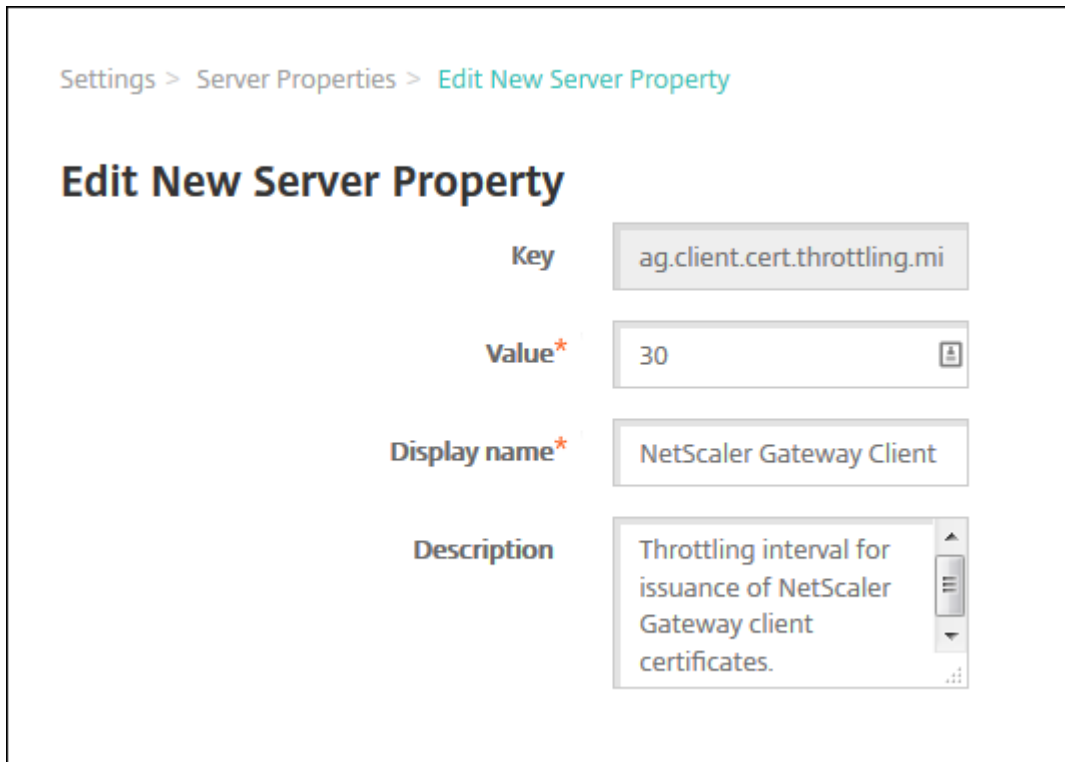 Settings > Server Properties > Edit New Server Property
Edit New Server Property
Key ag.client.cert.throttling.mi
Value* 30
Display name* NetScaler Gateway Client
Description Throttling interval for
issuance of NetScaler
Gateway client
certificates.